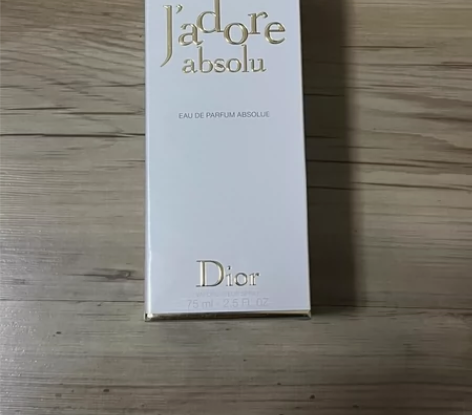 J'adore
absolu
EAU DE PARFUM ABSOLUE
Dior
75 ml - 2.5 FL. OZ.